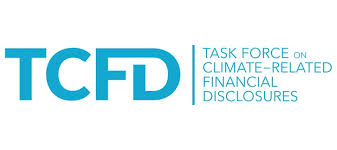 TCFD
TASK FORCE ON
CLIMATE–RELATED
FINANCIAL
DISCLOSURES